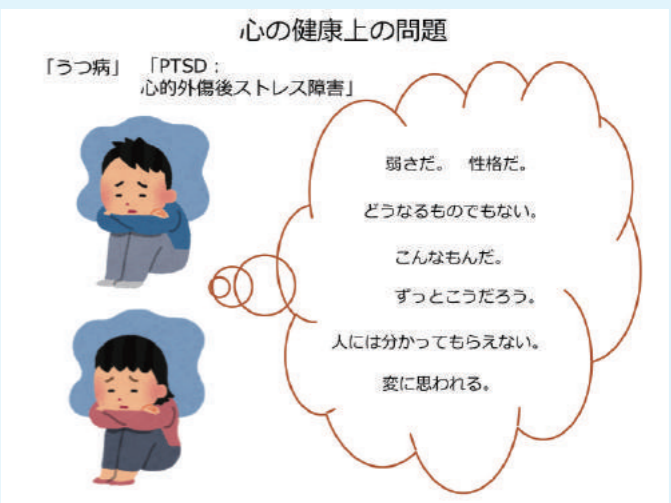 心の健康上の問題
「うつ病」 「PTSD：
心的外傷後ストレス障害」
弱さだ。 性格だ。
どうなるものでもない。
こんなもんだ。
ずっとこうだろう。
人には分かってもらえない。
変に思われる。